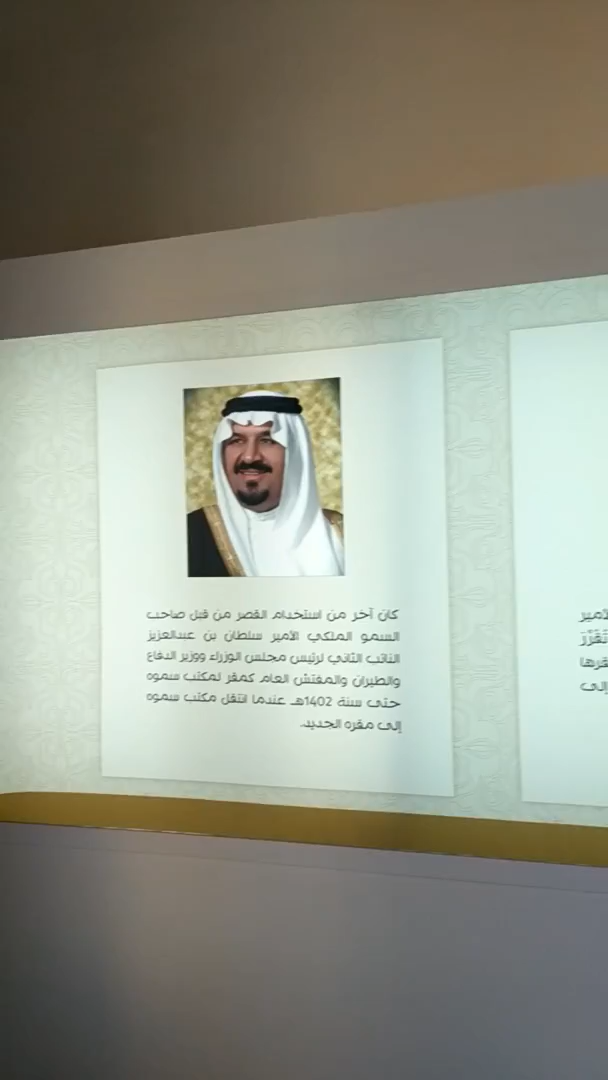 كان آخر من استخدام القصر من قبل صاحب
السمو الملكي الأمير سلطان بن عبدالعزيز
النائب الثاني لرئيس مجلس الوزراء ووزير الدفاع
والطيران والمفتش العام كمقر لمكتب سموه
حتى سنة 1402هـ عندما انتقل مكتب سموه
إلى مقره الجديد.